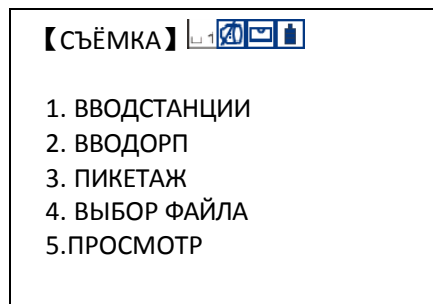 【СЪЁМКА】
1. ВВОДСТАНЦИИ
2. ВВОДОРП
3. ПИКЕТАЖ
4. ВЫБОР ФАЙЛА
5.ПРОСМОТР